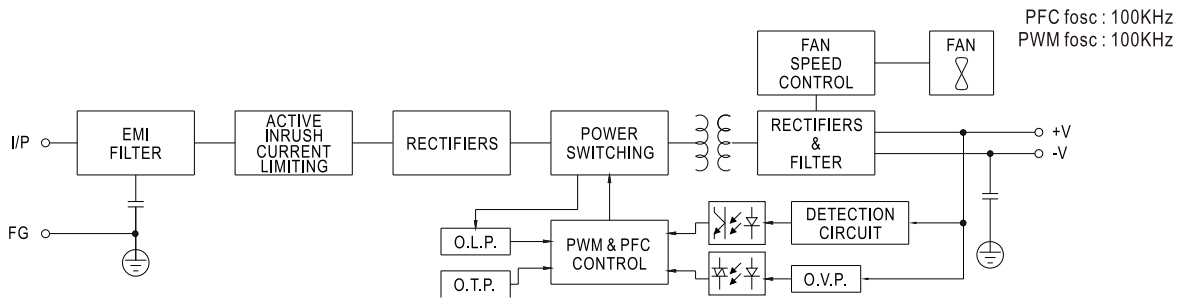 PFC fosc : 100KHz
PWM fosc : 100KHz
FAN
SPEED
CONTROL
FAN
I/P
EMI
FILTER
ACTIVE
INRUSH
CURRENT
LIMITING
RECTIFIERS
POWER
SWITCHING
RECTIFIERS
&
FILTER
+V
-V
FG
O.L.P.
O.T.P.
PWM & PFC
CONTROL
DETECTION
CIRCUIT
O.V.P.